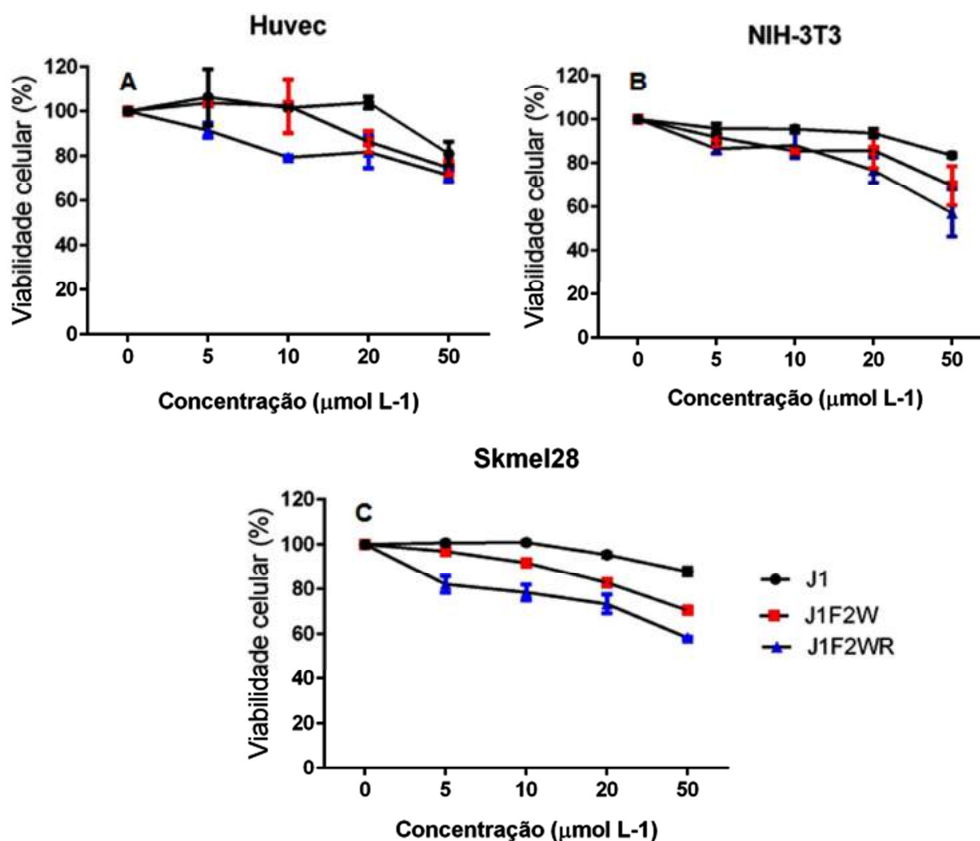 Huvec
A
Viabilidade celular (%)
120
100
80
60
40
20
0
0 5 10 20 50
Concentração (µmol L-1)
NIH-3T3
B
Viabilidade celular (%)
120
100
80
60
40
20
0
0 5 10 20 50
Concentração (µmol L-1)
Skmel28
C
Viabilidade celular (%)
120
100
80
60
40
20
0
0 5 10 20 50
Concentração (µmol L-1)
J1
J1F2W
J1F2WR